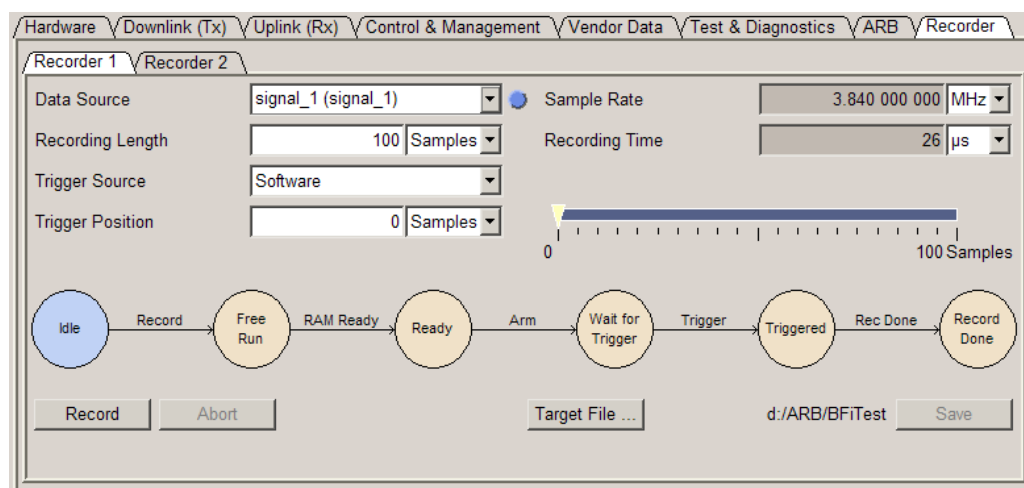 Hardware Downlink (Tx) Uplink (Rx) Control & Management Vendor Data Test & Diagnostics ARB Recorder
Recorder 1 Recorder 2
Data Source signal_1 (signal_1) Sample Rate 3.840 000 000 MHz
Recording Length 100 Samples Recording Time 26 µs
Trigger Source Software
Trigger Position 0 Samples
0 100 Samples
Idle Record Free Run RAM Ready Ready Arm Wait for Trigger Trigger Triggered Rec Done Record Done
Record Abort Target File ... d:/ARB/BFiTest Save